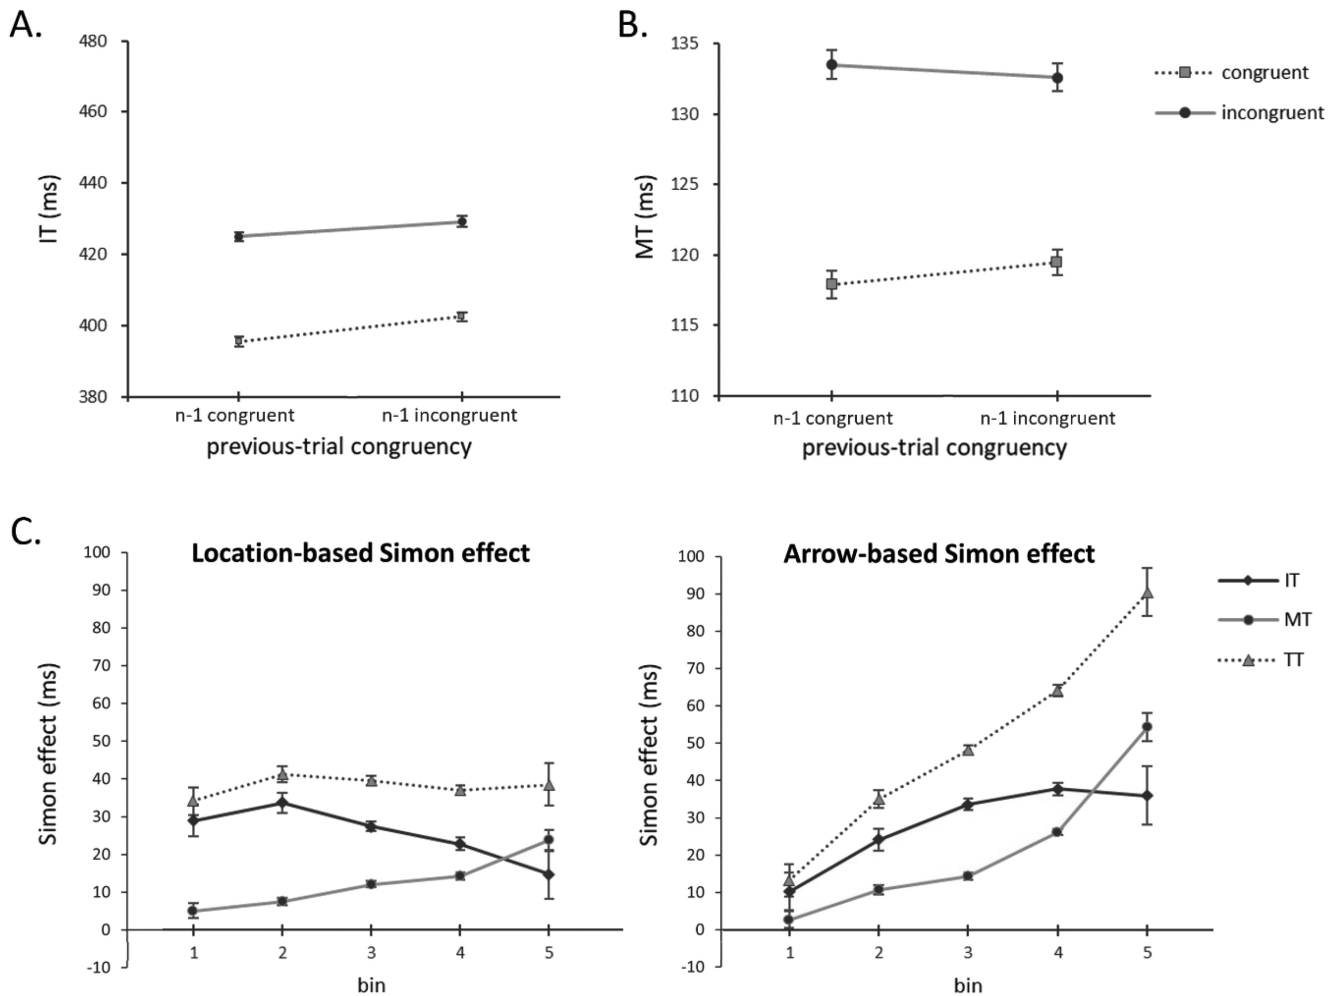 A.
480
460
440
420
400
380
IT (ms)
n-1 congruent
n-1 incongruent
previous-trial congruency
B.
135
130
125
120
115
110
MT (ms)
n-1 congruent
n-1 incongruent
previous-trial congruency
congruent
incongruent
C.
Location-based Simon effect
100
90
80
70
60
50
40
30
20
10
0
-10
Simon effect (ms)
1 2 3 4 5
bin
Arrow-based Simon effect
100
90
80
70
60
50
40
30
20
10
0
-10
Simon effect (ms)
1 2 3 4 5
bin
IT
MT
TT